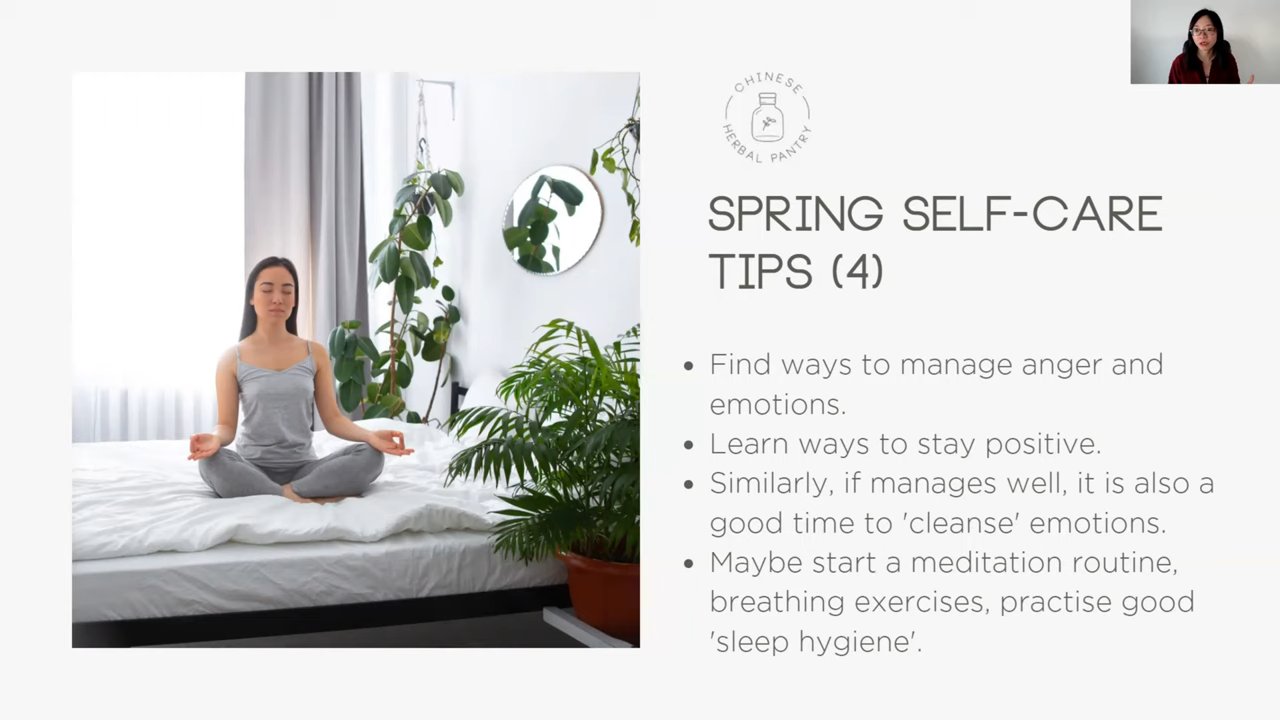 CHINESE
HERBAL PANTRY
SPRING SELF-CARE
TIPS (4)
• Find ways to manage anger and
emotions.
• Learn ways to stay positive.
• Similarly, if manages well, it is also a
good time to 'cleanse' emotions.
• Maybe start a meditation routine,
breathing exercises, practise good
'sleep hygiene'.